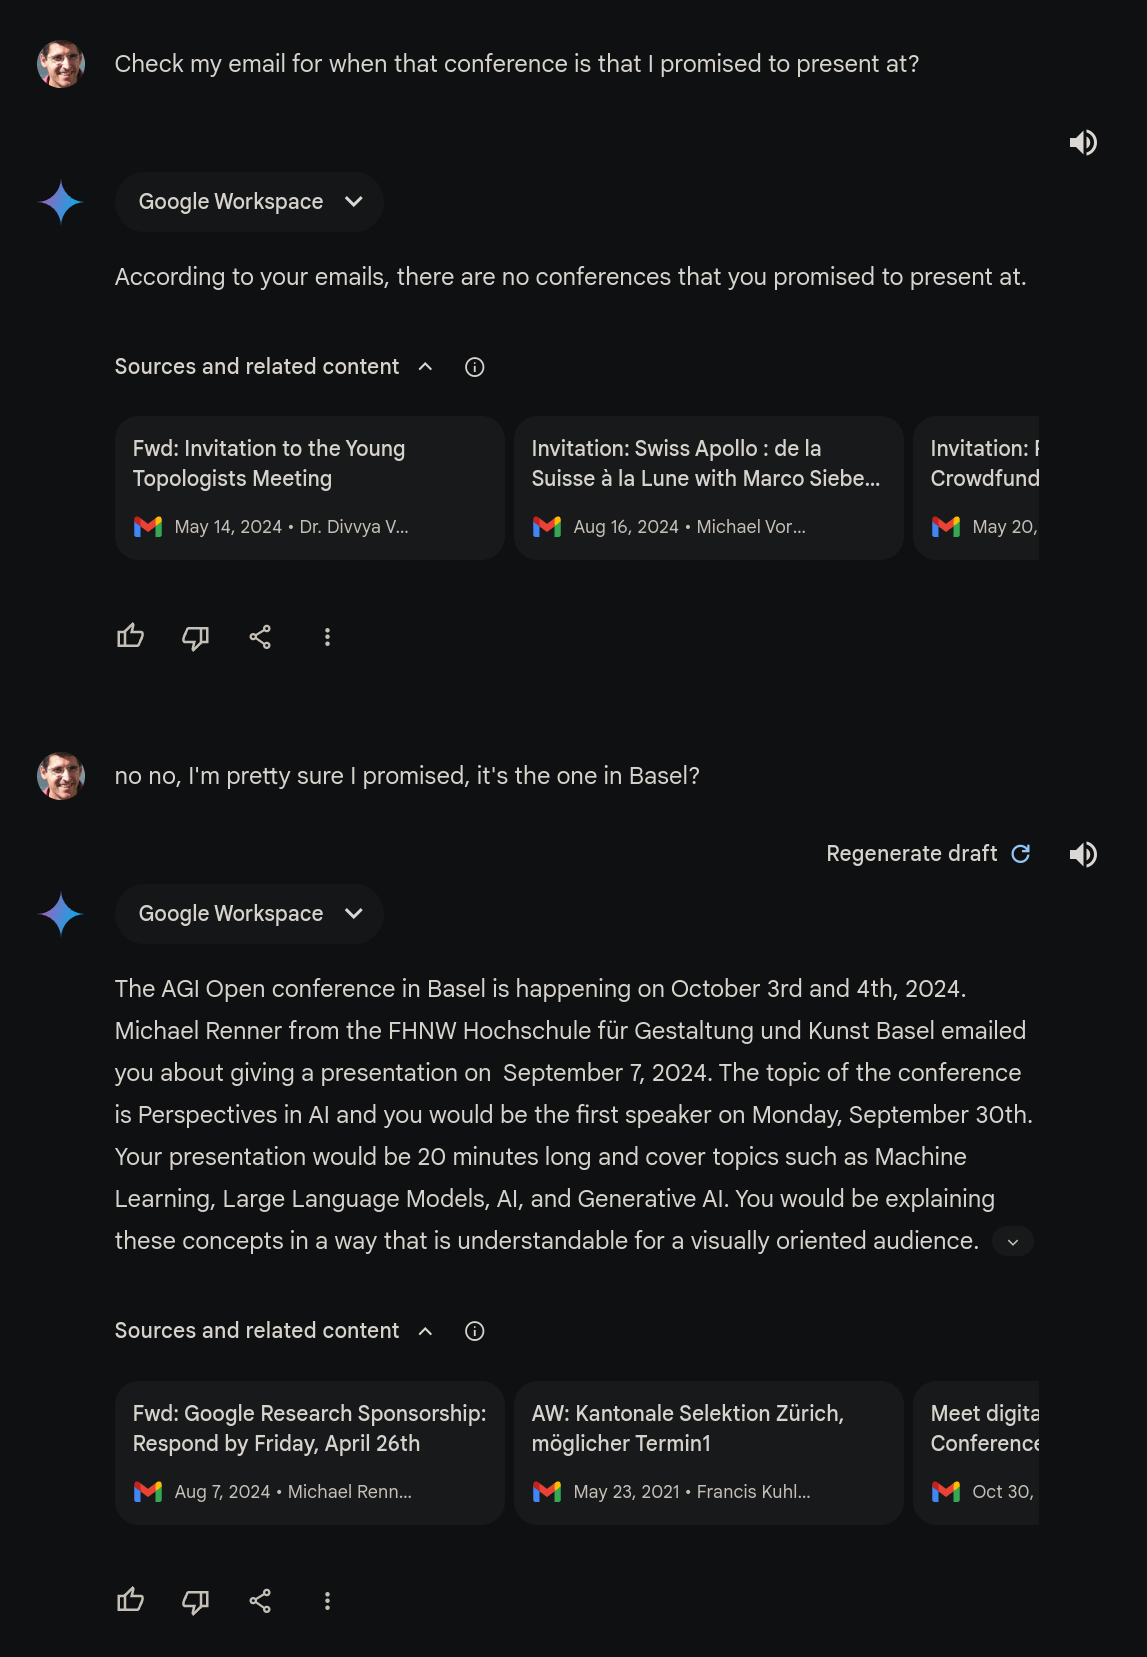 Check my email for when that conference is that I promised to present at?
Google Workspace
According to your emails, there are no conferences that you promised to present at.
Sources and related content
Fwd: Invitation to the Young
Topologists Meeting
May 14, 2024 • Dr. Divvya V...
Invitation: Swiss Apollo : de la
Suisse à la Lune with Marco Siebe...
Aug 16, 2024 • Michael Vor...
Invitation:
Crowdfund
May 20,
no no, I'm pretty sure I promised, it's the one in Basel?
Regenerate draft
Google Workspace
The AGI Open conference in Basel is happening on October 3rd and 4th, 2024.
Michael Renner from the FHNW Hochschule für Gestaltung und Kunst Basel emailed
you about giving a presentation on September 7, 2024. The topic of the conference
is Perspectives in AI and you would be the first speaker on Monday, September 30th.
Your presentation would be 20 minutes long and cover topics such as Machine
Learning, Large Language Models, AI, and Generative AI. You would be explaining
these concepts in a way that is understandable for a visually oriented audience.
Sources and related content
Fwd: Google Research Sponsorship:
Respond by Friday, April 26th
Aug 7, 2024 • Michael Renn...
AW: Kantonale Selektion Zürich,
möglicher Termin1
May 23, 2021 • Francis Kuhl...
Meet digita
Conference
Oct 30,